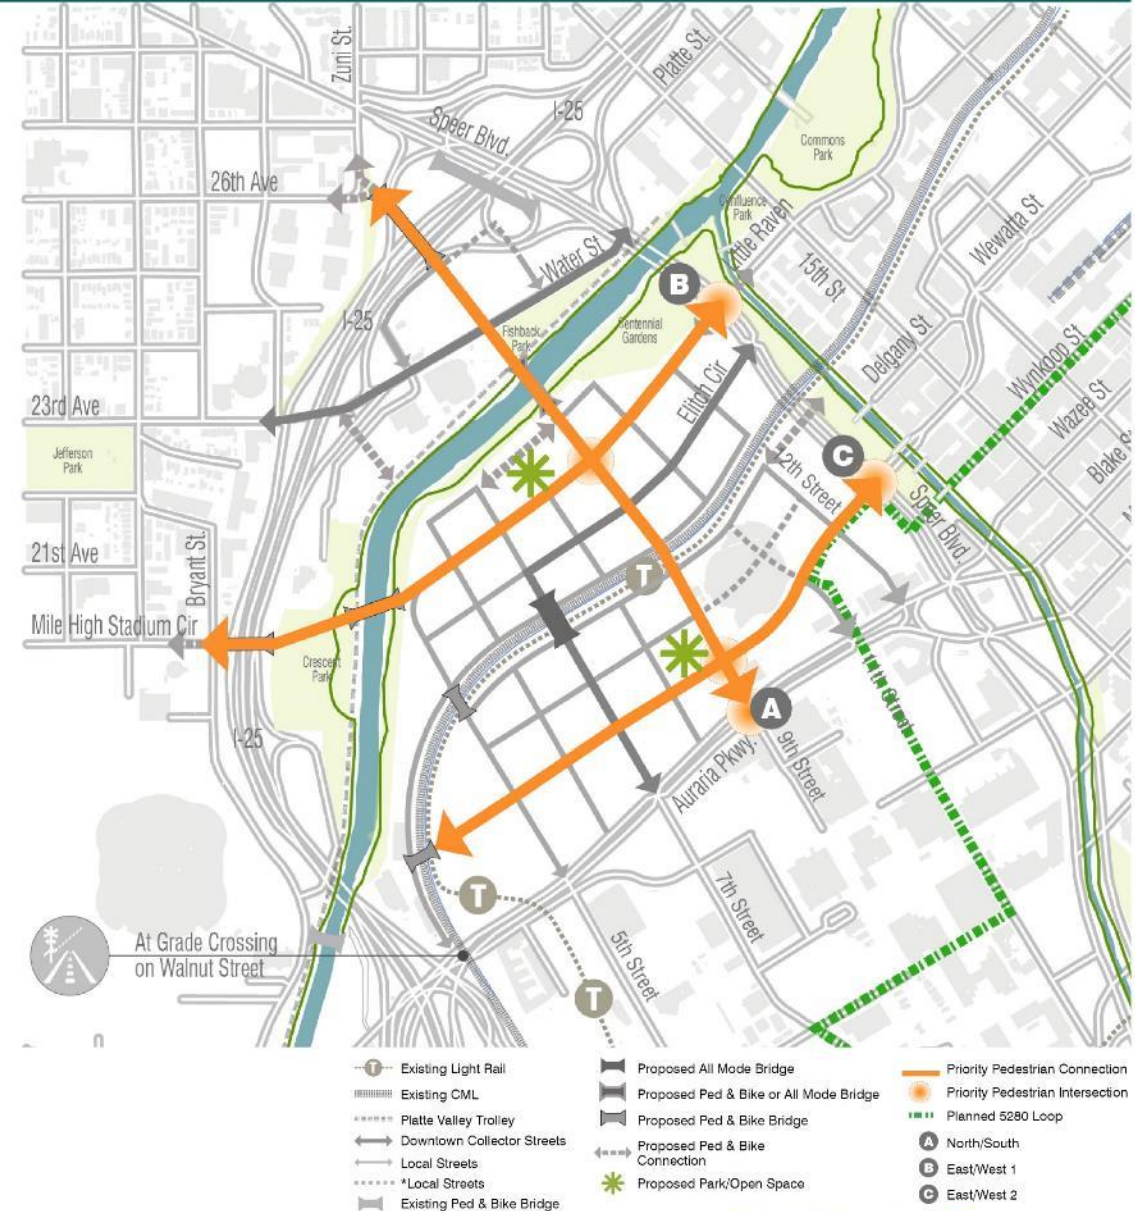 Zuni St.
Platte St.
I-25
Speer Blvd.
Commons
Park
26th Ave
Confluence
Park
Little Raven
Wewatta St
Water St.
15th St
B
I-25
Fishback
Park
Centennial
Gardens
Delgany St
Wynkoop St
23rd Ave
Elitch Cir
Wazee St
Jefferson
Park
C
Blake St
12th Street
Speer Blvd.
21st Ave
Bryant St.
T
Mile High Stadium Cir
Crescent
Park
11th Street
A
I-25
Auraria Pkwy.
9th Street
7th Street
T
At Grade Crossing
on Walnut Street
5th Street
T
T Existing Light Rail
Existing CML
Platte Valley Trolley
Downtown Collector Streets
Local Streets
*Local Streets
Existing Ped & Bike Bridge
Proposed All Mode Bridge
Proposed Ped & Bike or All Mode Bridge
Proposed Ped & Bike Bridge
Proposed Ped & Bike
Connection
Proposed Park/Open Space
Priority Pedestrian Connection
Priority Pedestrian Intersection
Planned 5280 Loop
A North/South
B East/West 1
C East/West 2